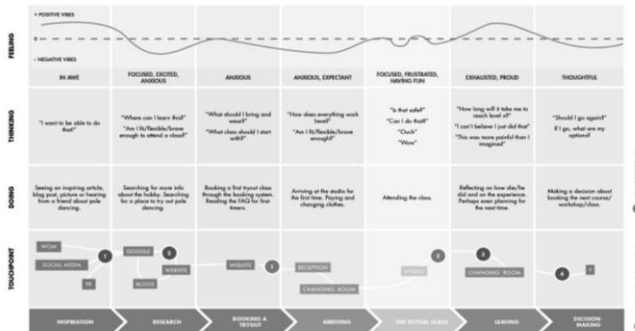 + POSITIVE VIBES
0
- NEGATIVE VIBES
FEELING
IN AWE
FOCUSED, EXCITED,
ANXIOUS
ANXIOUS
ANXIOUS, EXPECTANT
FOCUSED, FRUSTRATED,
HAVING FUN
EXHAUSTED, PROUD
THOUGHTFUL
THINKING
"I want to be able to do
that!"
"Where can I learn this?"
"Am I fit/flexible/brave
enough to attend a class?"
"What should I bring and
wear?"
"What class should I start
with?"
"How does everything work
here?"
"Am I fit/flexible/brave
enough?"
"Is that safe?"
"Can I do that?"
"Ouch"
"Wow"
"How long will it take me to
reach level x?"
"I can't believe I just did that"
"This was more painful than I
imagined"
"Should I go again?"
If I go, what are my
options?
DOING
Seeing an inspiring article,
blog post, picture or hearing
from a friend about pole
dancing.
Searching for more info
about the hobby. Searching
for a place to try out pole
dancing.
Booking a first tryout class
through the booking system.
Reading the FAQ for first-
timers.
Arriving at the studio for
the first time. Paying and
changing clothes.
Attending the class.
Reflecting on how she/he
did and on the experience.
Perhaps even planning for
the next time.
Making a decision about
booking the next course/
workshop/class.
TOUCHPOINT
WOM
SOCIAL MEDIA
PR
1
GOOGLE
BLOGS
2
WEBSITE
WEBSITE
1
RECEPTION
CHANGING ROOM
STUDIO
3
CHANGING ROOM
4
?
INSPIRATION
RESEARCH
BOOKING A
TRYOUT
ARRIVING
THE ACTUAL CLASS
LEAVING
DECISION-
MAKING